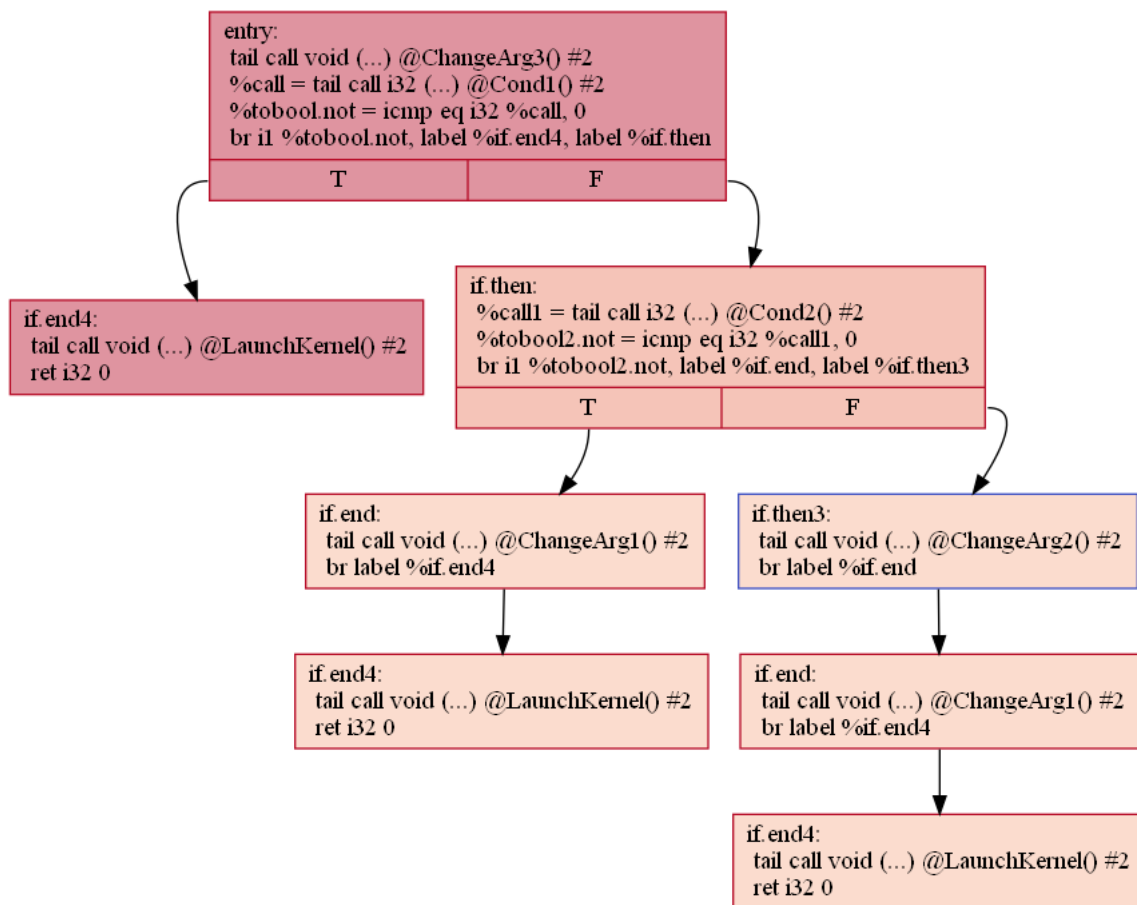 entry:
tail call void (...) @ChangeArg3() #2
%call = tail call i32 (...) @Cond1() #2
%tobool.not = icmp eq i32 %call, 0
br i1 %tobool.not, label %if.end4, label %if.then
T F
if.end4:
tail call void (...) @LaunchKernel() #2
ret i32 0
if.then:
%call1 = tail call i32 (...) @Cond2() #2
%tobool2.not = icmp eq i32 %call1, 0
br i1 %tobool2.not, label %if.end, label %if.then3
T F
if.end:
tail call void (...) @ChangeArg1() #2
br label %if.end4
if.then3:
tail call void (...) @ChangeArg2() #2
br label %if.end
if.end4:
tail call void (...) @LaunchKernel() #2
ret i32 0
if.end:
tail call void (...) @ChangeArg1() #2
br label %if.end4
if.end4:
tail call void (...) @LaunchKernel() #2
ret i32 0